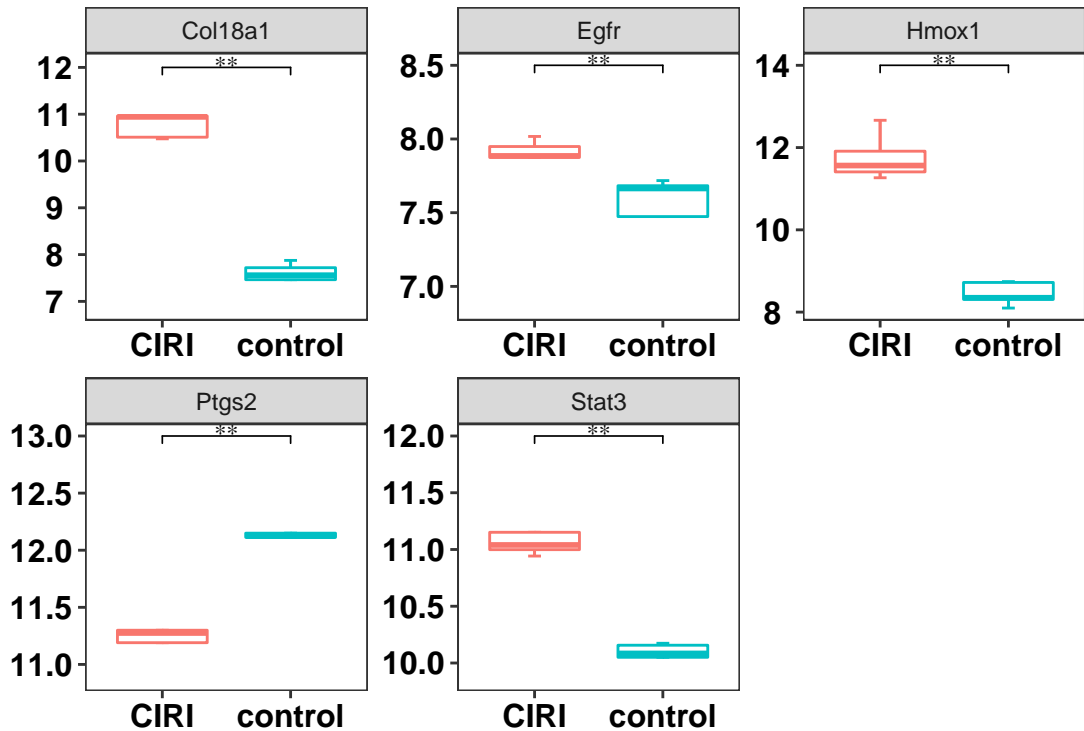 Col18a1
**
12
11
10
9
8
7
CIRI control
Egfr
**
8.5
8.0
7.5
7.0
CIRI control
Hmox1
**
14
12
10
8
CIRI control
Ptgs2
**
13.0
12.5
12.0
11.5
11.0
CIRI control
Stat3
**
12.0
11.5
11.0
10.5
10.0
CIRI control